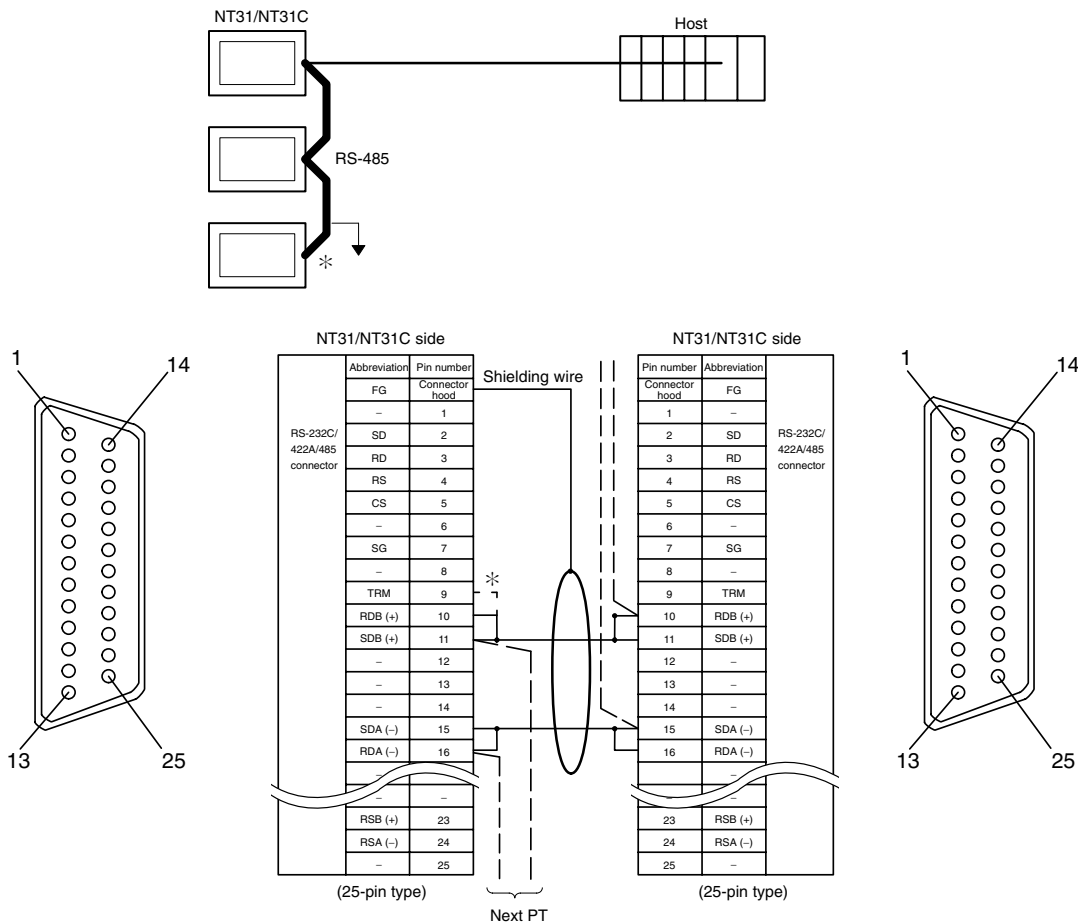 NT31/NT31C
Host
RS-485
*
NT31/NT31C side
NT31/NT31C side
1
14
13
25
Abbreviation Pin number
FG Connector hood
– 1
RS-232C/
422A/485
connector
SD 2
RD 3
RS 4
CS 5
– 6
SG 7
– 8
TRM 9
RDB (+) 10
SDB (+) 11
– 12
– 13
– 14
SDA (–) 15
RDA (–) 16
–
– –
RSB (+) 23
RSA (–) 24
– 25
(25-pin type)
Shielding wire
*
Next PT
Pin number Abbreviation
Connector hood FG
1 –
2 SD
3 RD
4 RS
5 CS
6 –
7 SG
8 –
9 TRM
10 RDB (+)
11 SDB (+)
12 –
13 –
14 –
15 SDA (–)
16 RDA (–)
–
– –
23 RSB (+)
24 RSA (–)
25 –
RS-232C/
422A/485
connector
(25-pin type)
1
14
13
25